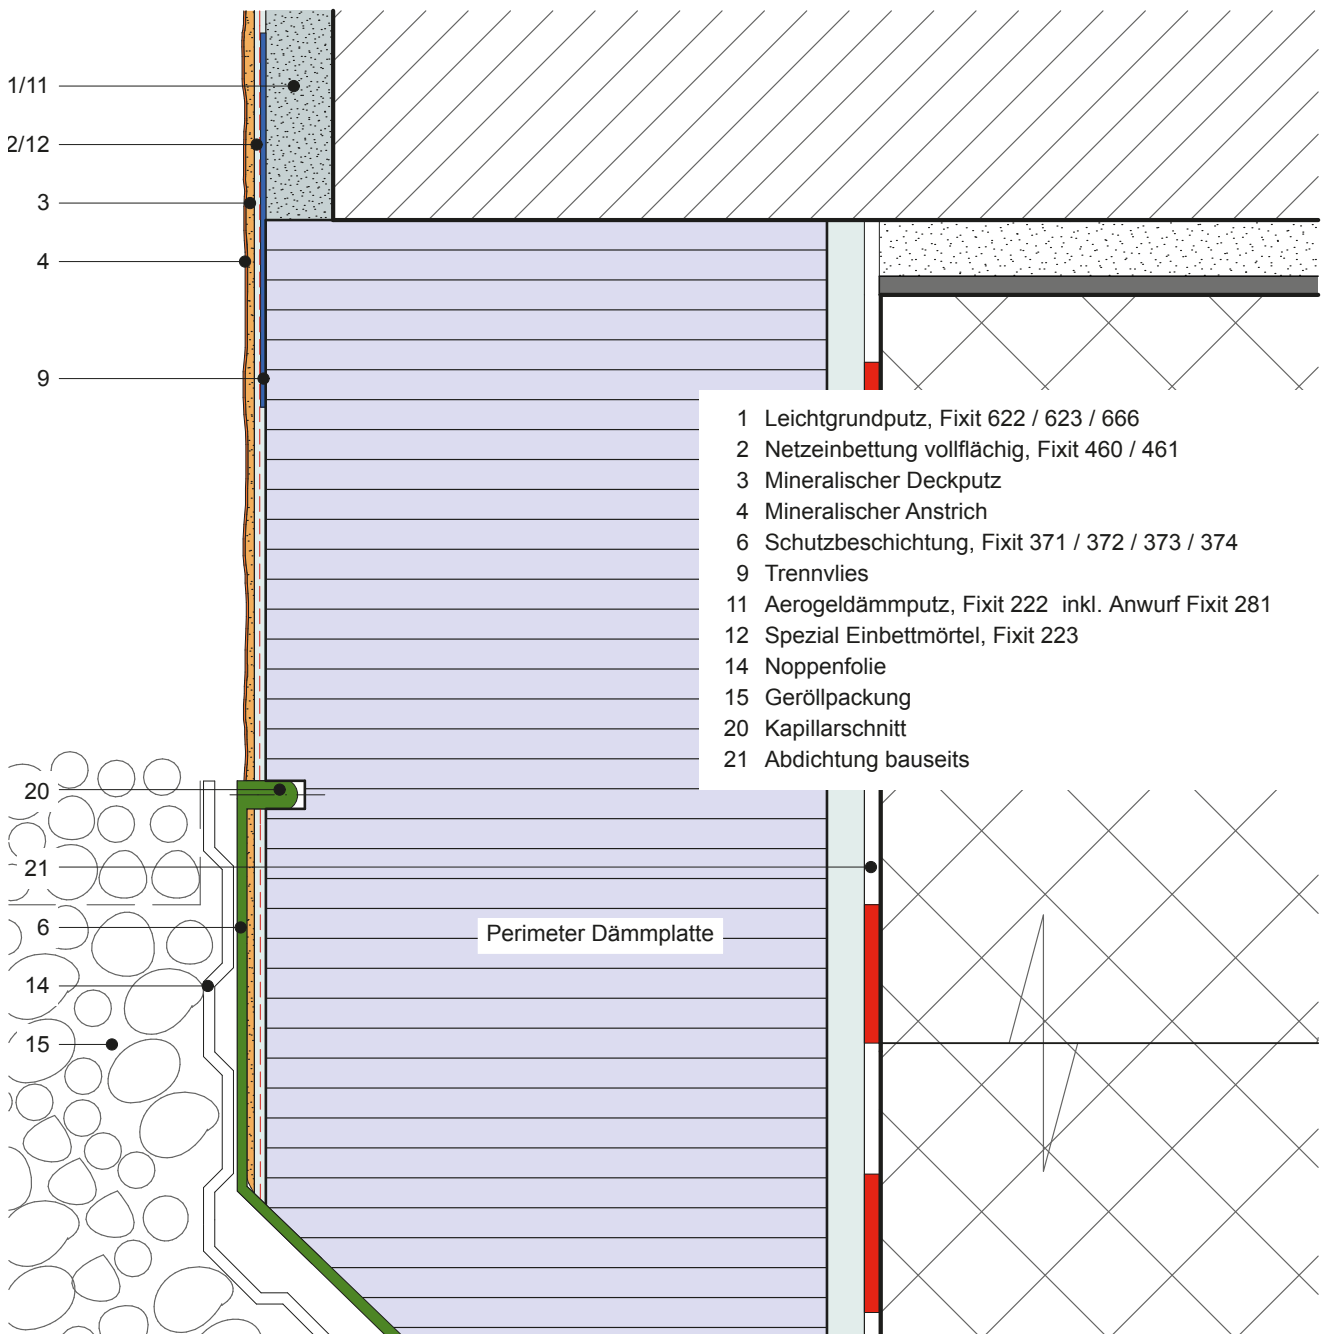 1/11
2/12
3
4
9
1 Leichtgrundputz, Fixit 622 / 623 / 666
2 Netzeinbettung vollflächig, Fixit 460 / 461
3 Mineralischer Deckputz
4 Mineralischer Anstrich
6 Schutzbeschichtung, Fixit 371 / 372 / 373 / 374
9 Trennvlies
11 Aerogeldämmputz, Fixit 222 inkl. Anwurf Fixit 281
12 Spezial Einbettmörtel, Fixit 223
14 Noppenfolie
15 Geröllpackung
20 Kapillarschnitt
21 Abdichtung bauseits
20
21
6
Perimeter Dämmplatte
14
15